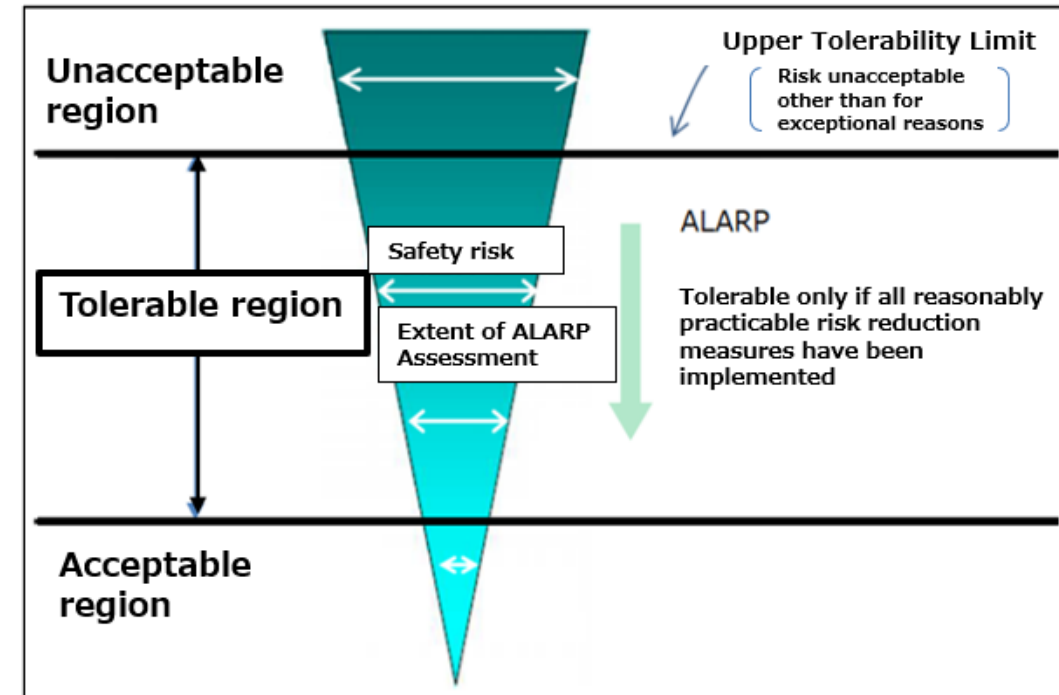 Unacceptable
region
Upper Tolerability Limit
Risk unacceptable
other than for
exceptional reasons
ALARP
Safety risk
Tolerable region
Tolerable only if all reasonably
practicable risk reduction
measures have been
implemented
Extent of ALARP
Assessment
Acceptable
region